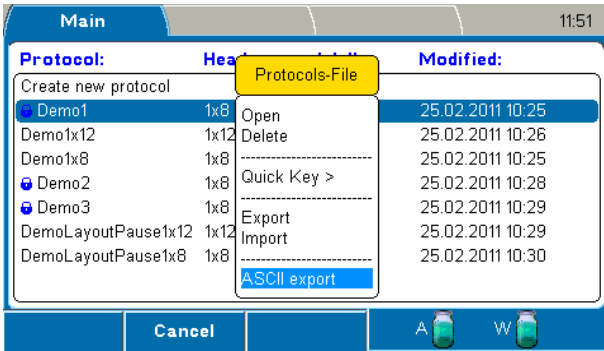 Main
11:51
Protocol: Hea Modified:
Protocols-File
Create new protocol
Demo1 1x8 25.02.2011 10:25
Demo1x12 1x12 25.02.2011 10:26
Demo1x8 1x8 25.02.2011 10:25
Demo2 1x8 25.02.2011 10:28
Demo3 1x8 25.02.2011 10:29
DemoLayoutPause1x12 1x12 25.02.2011 10:29
DemoLayoutPause1x8 1x8 25.02.2011 10:30
Open
Delete
Quick Key >
Export
Import
ASCII export
Cancel
A W